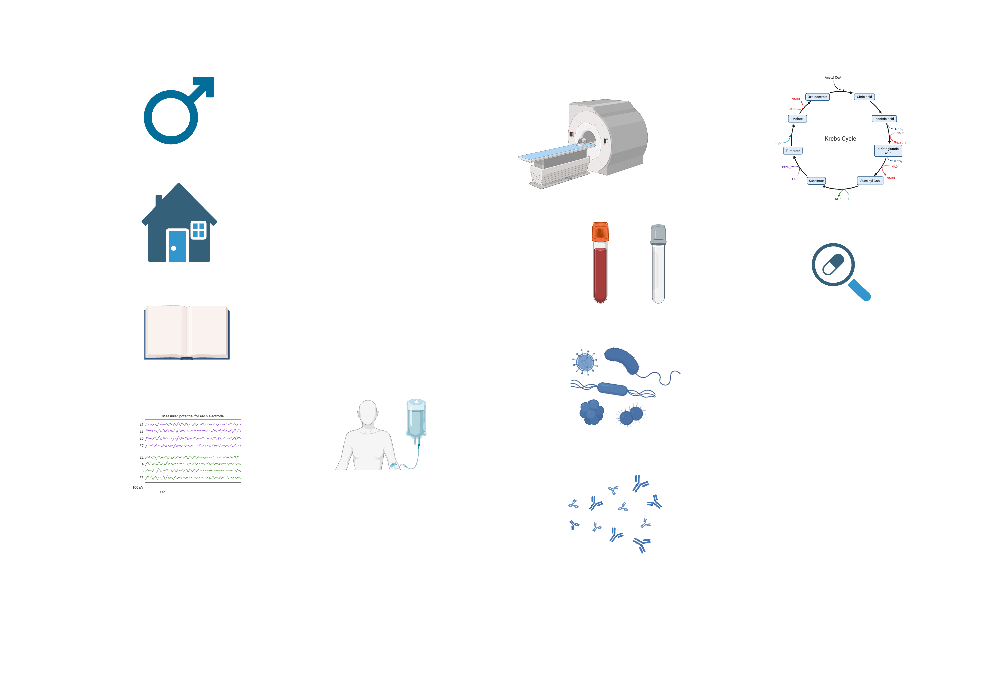 Acetyl CoA
Oxaloacetate
Citric acid
NADH
NAD⁺
Malate
Isocitric acid
CO₂
NAD⁺
NADH
Krebs Cycle
H₂O
Fumarate
α-Ketoglutaric
acid
CO₂
NAD⁺
NADH
FADH₂
FAD
Succinate
Succinyl CoA
ATP
ADP
Measured potential for each electrode
E1
E3
E5
E7
E2
E4
E6
E8
100 µV
1 sec